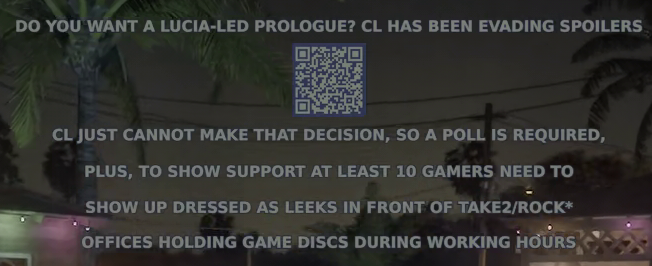 DO YOU WANT A LUCIA-LED PROLOGUE? CL HAS BEEN EVADING SPOILERS
CL JUST CANNOT MAKE THAT DECISION, SO A POLL IS REQUIRED,
PLUS, TO SHOW SUPPORT AT LEAST 10 GAMERS NEED TO
SHOW UP DRESSED AS LEEKS IN FRONT OF TAKE2/ROCK*
OFFICES HOLDING GAME DISCS DURING WORKING HOURS